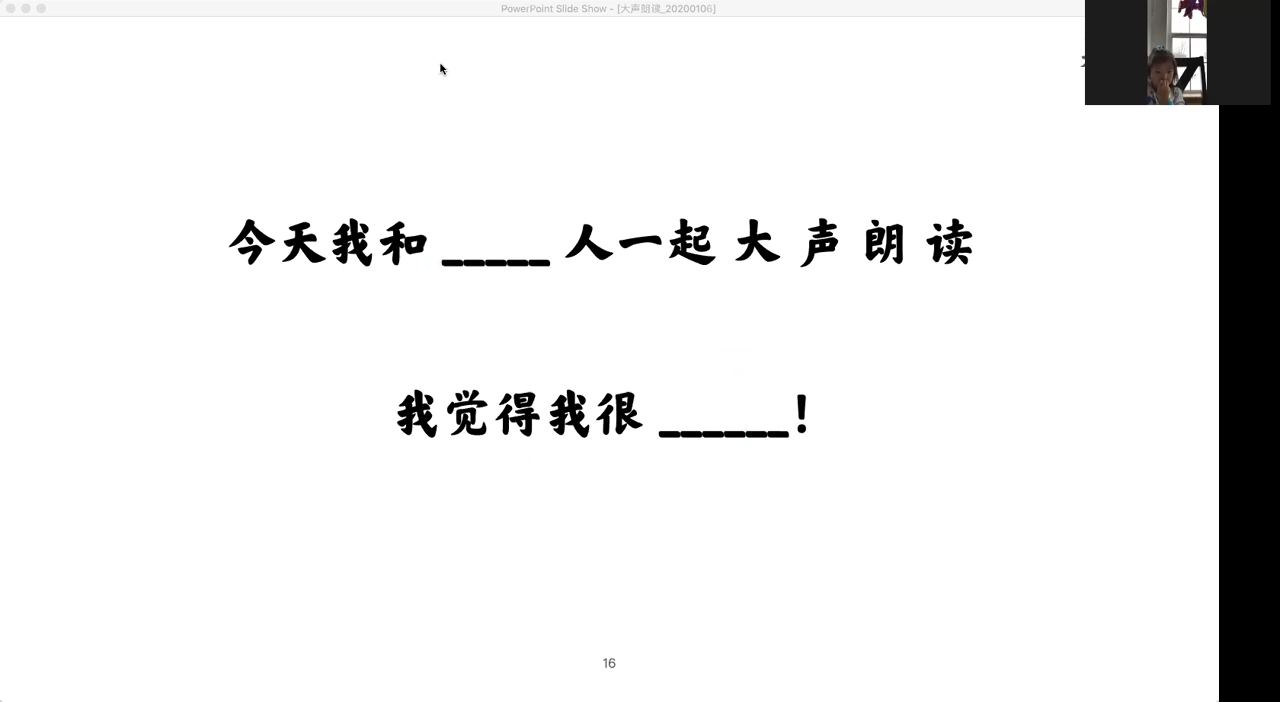 PowerPoint Slide Show - [大声朗读_20200106]
今天我和 _____ 人一起 大 声 朗 读
我觉得我很 ______!
16